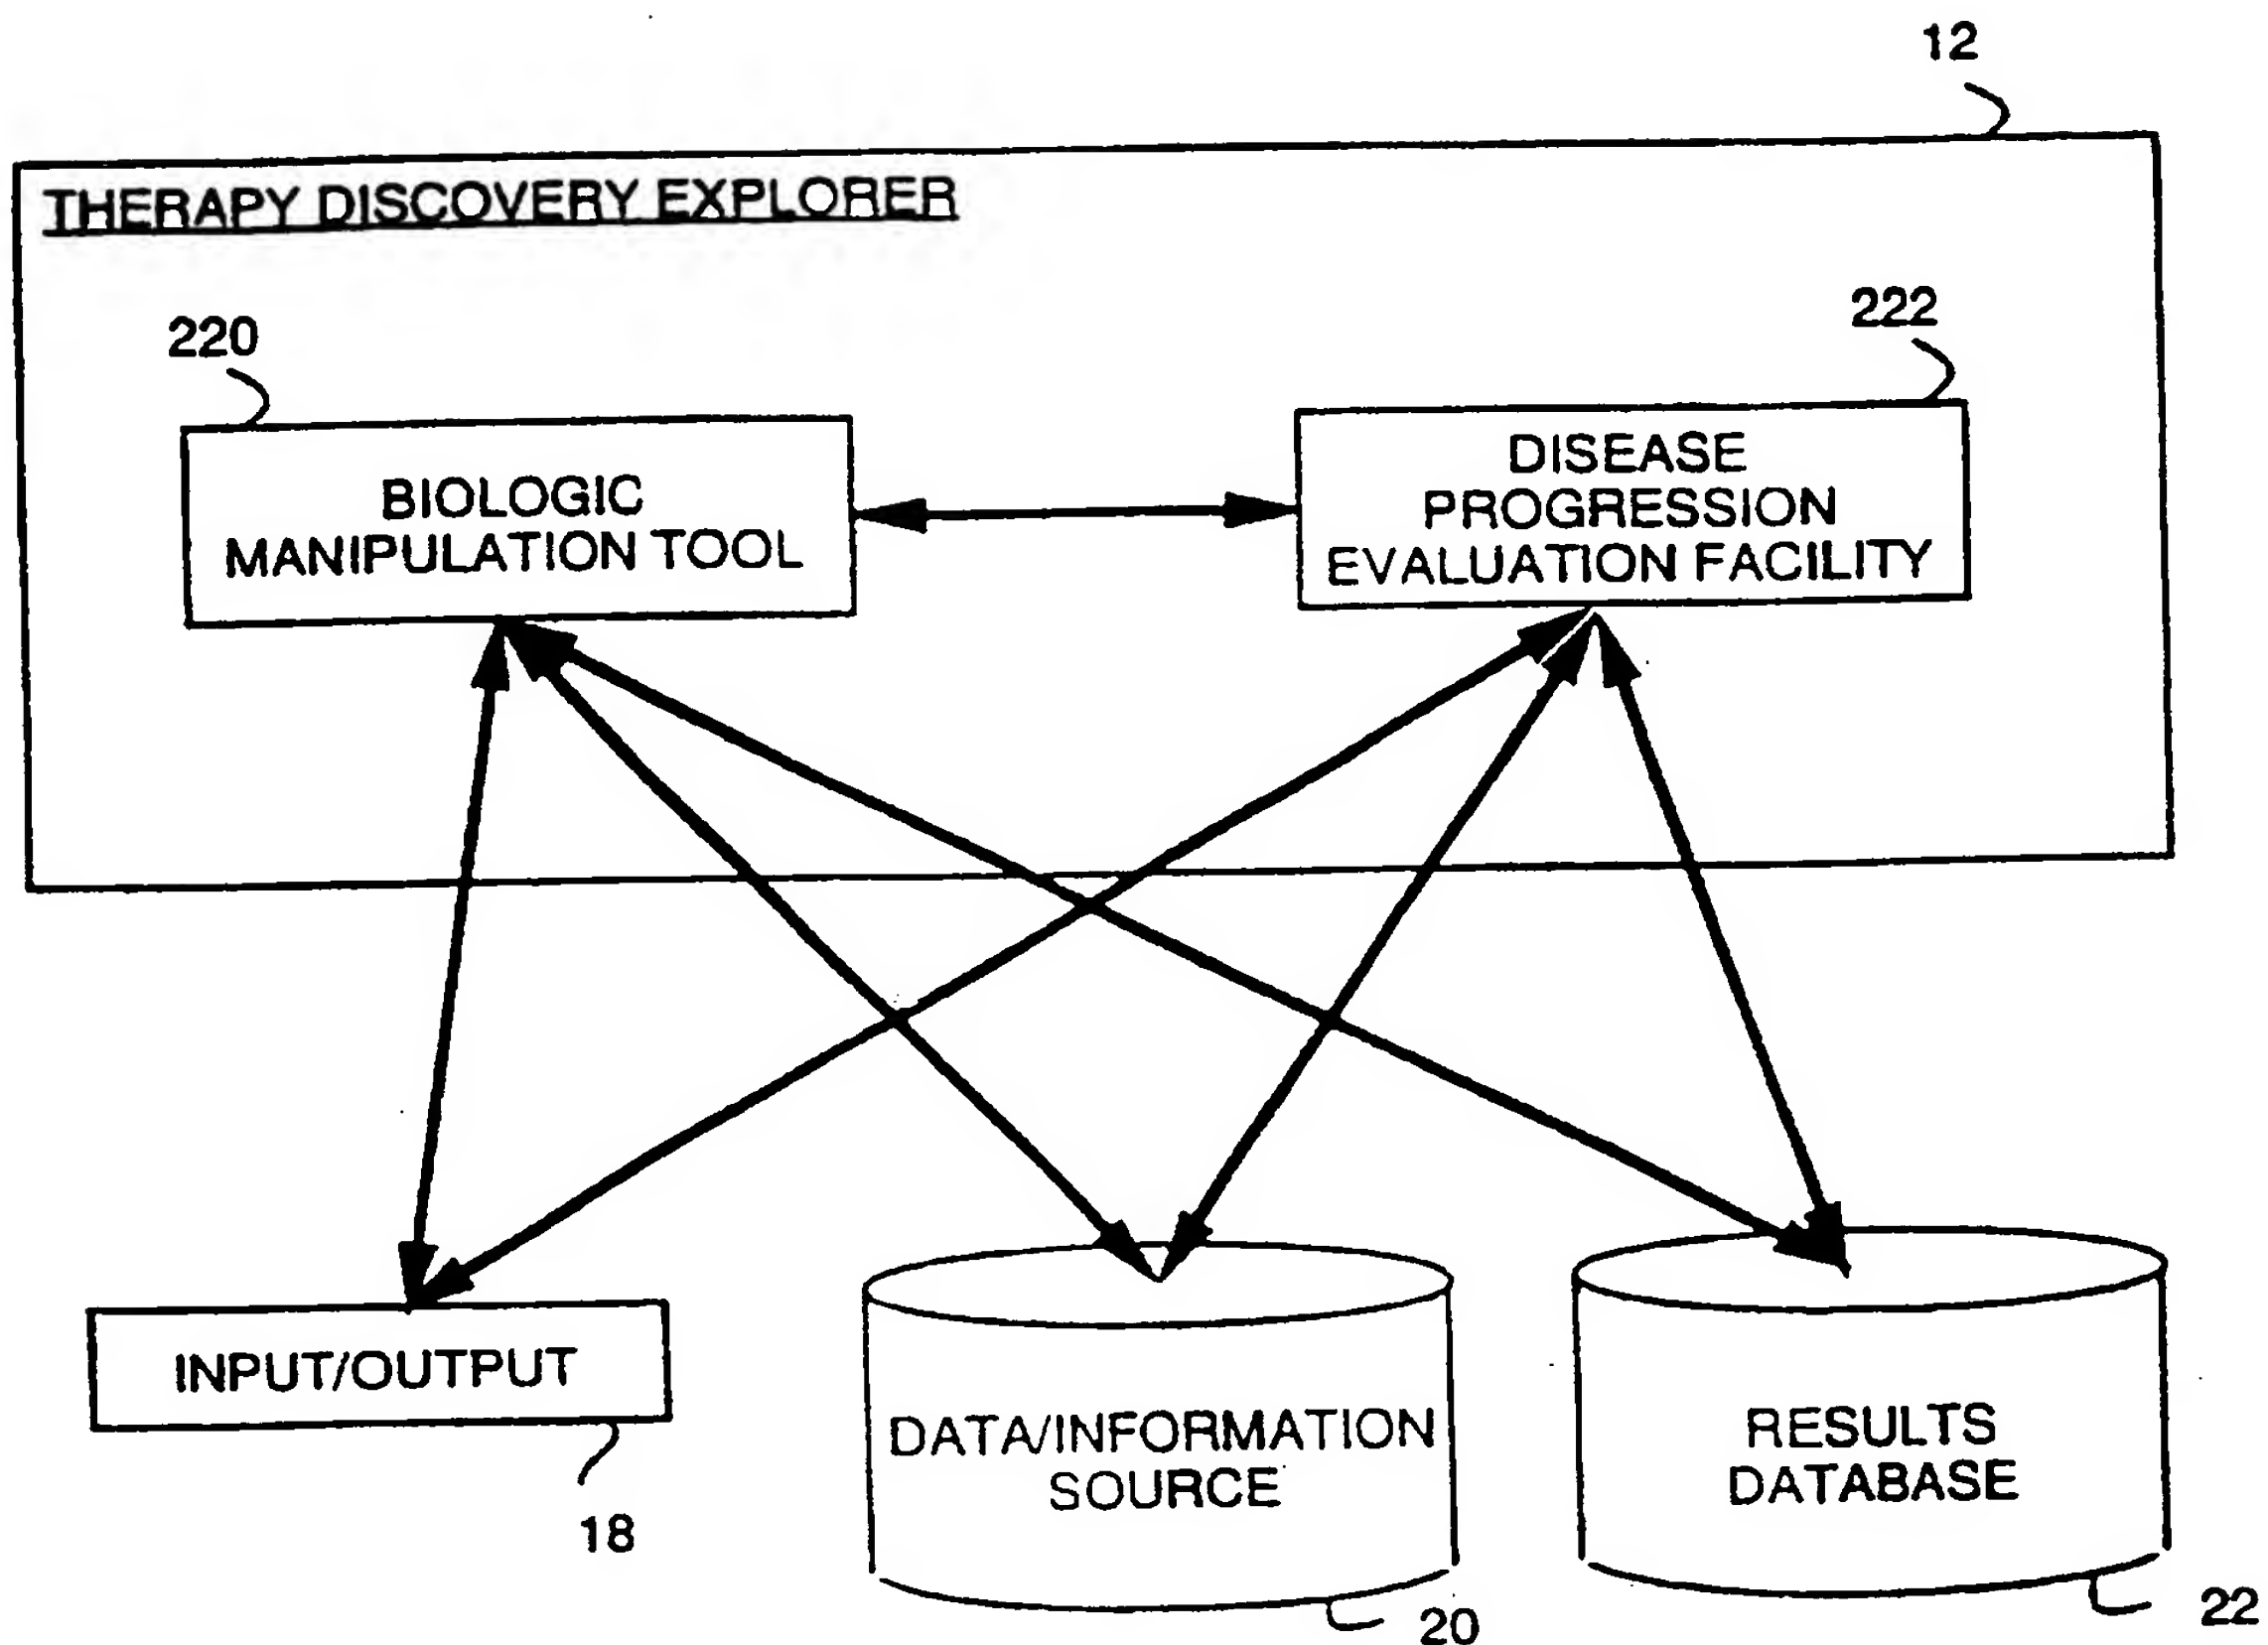 12
THERAPY DISCOVERY EXPLORER
220
222
BIOLOGIC
MANIPULATION TOOL
DISEASE
PROGRESSION
EVALUATION FACILITY
INPUT/OUTPUT
18
DATA/INFORMATION
SOURCE
20
RESULTS
DATABASE
22